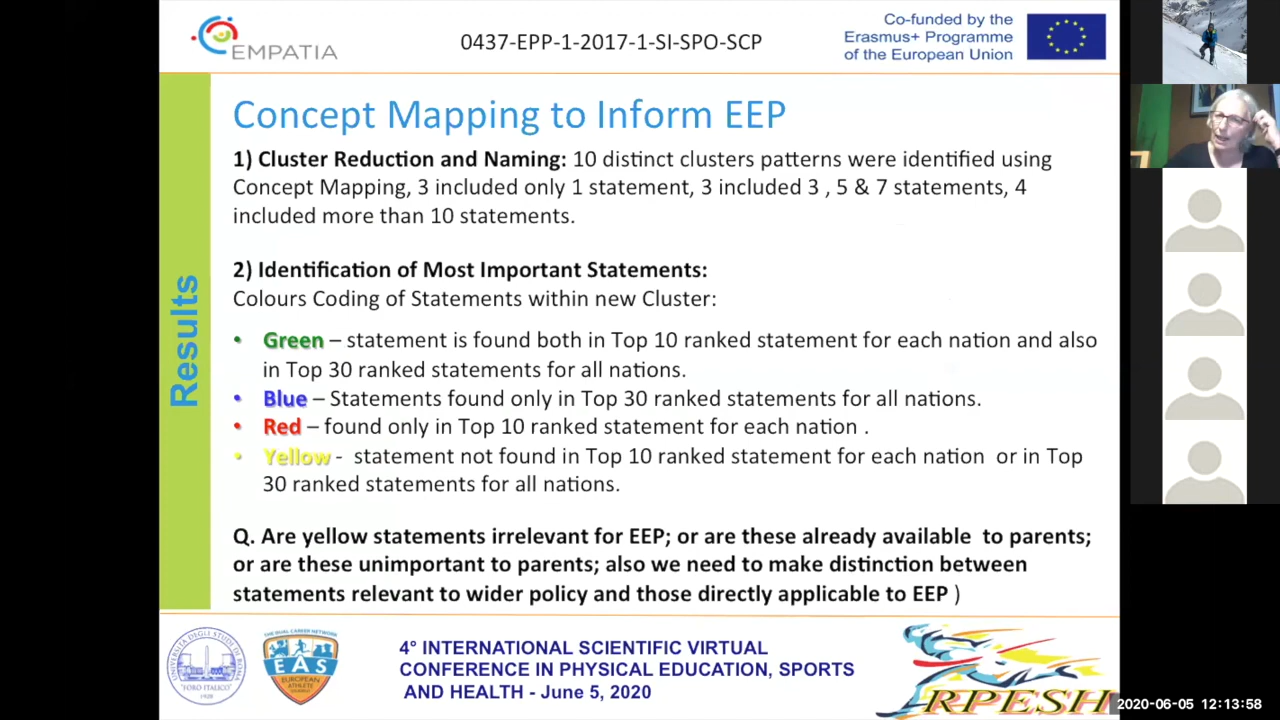 EMPATIA
0437-EPP-1-2017-1-SI-SPO-SCP
Co-funded by the
Erasmus+ Programme
of the European Union
Results
Concept Mapping to Inform EEP
1) Cluster Reduction and Naming: 10 distinct clusters patterns were identified using
Concept Mapping, 3 included only 1 statement, 3 included 3 , 5 & 7 statements, 4
included more than 10 statements.
2) Identification of Most Important Statements:
Colours Coding of Statements within new Cluster:
• Green – statement is found both in Top 10 ranked statement for each nation and also
in Top 30 ranked statements for all nations.
• Blue – Statements found only in Top 30 ranked statements for all nations.
• Red – found only in Top 10 ranked statement for each nation .
• Yellow - statement not found in Top 10 ranked statement for each nation or in Top
30 ranked statements for all nations.
Q. Are yellow statements irrelevant for EEP; or are these already available to parents;
or are these unimportant to parents; also we need to make distinction between
statements relevant to wider policy and those directly applicable to EEP )
THE DUAL CAREER NETWORK
EAS
EUROPEAN
ATHLETE
4° INTERNATIONAL SCIENTIFIC VIRTUAL
CONFERENCE IN PHYSICAL EDUCATION, SPORTS
AND HEALTH - June 5, 2020
RPESH
2020-06-05 12:13:58